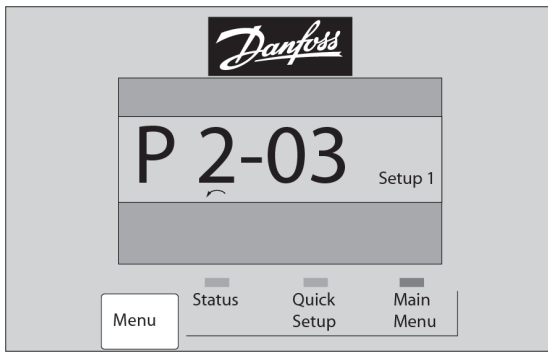 Danfoss
P 2-03
Setup 1
Status
Quick
Setup
Main
Menu
Menu